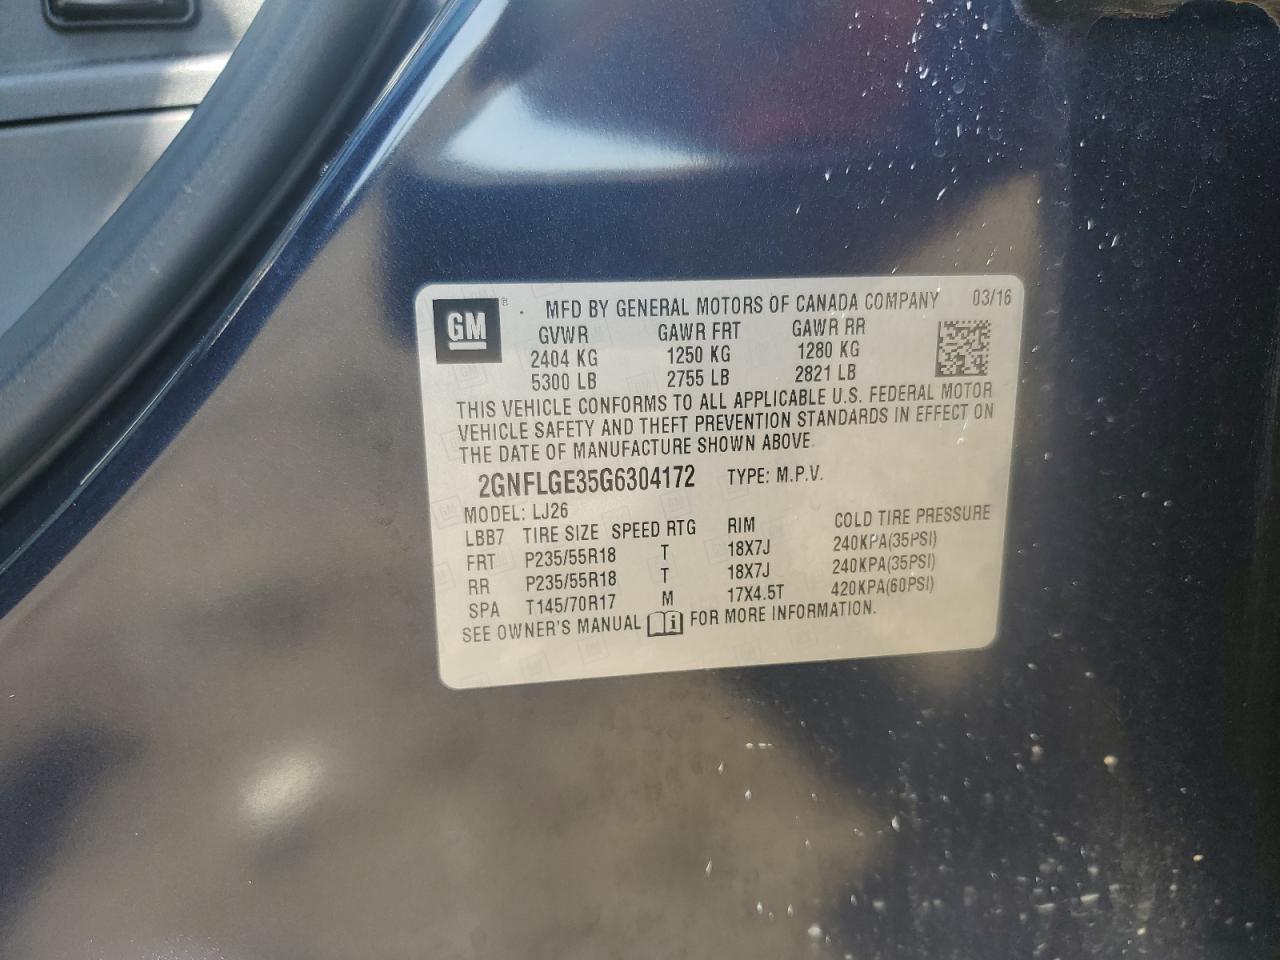 GM ® MFD BY GENERAL MOTORS OF CANADA COMPANY 03/16
GVWR GAWR FRT GAWR RR
2404 KG 1250 KG 1280 KG
5300 LB 2755 LB 2821 LB
THIS VEHICLE CONFORMS TO ALL APPLICABLE U.S. FEDERAL MOTOR
VEHICLE SAFETY AND THEFT PREVENTION STANDARDS IN EFFECT ON
THE DATE OF MANUFACTURE SHOWN ABOVE.
2GNFLGE35G6304172 TYPE: M.P.V.
MODEL: LJ26
LBB7 TIRE SIZE SPEED RTG RIM COLD TIRE PRESSURE
FRT P235/55R18 T 18X7J 240KPA(35PSI)
RR P235/55R18 T 18X7J 240KPA(35PSI)
SPA T145/70R17 M 17X4.5T 420KPA(60PSI)
SEE OWNER'S MANUAL FOR MORE INFORMATION.